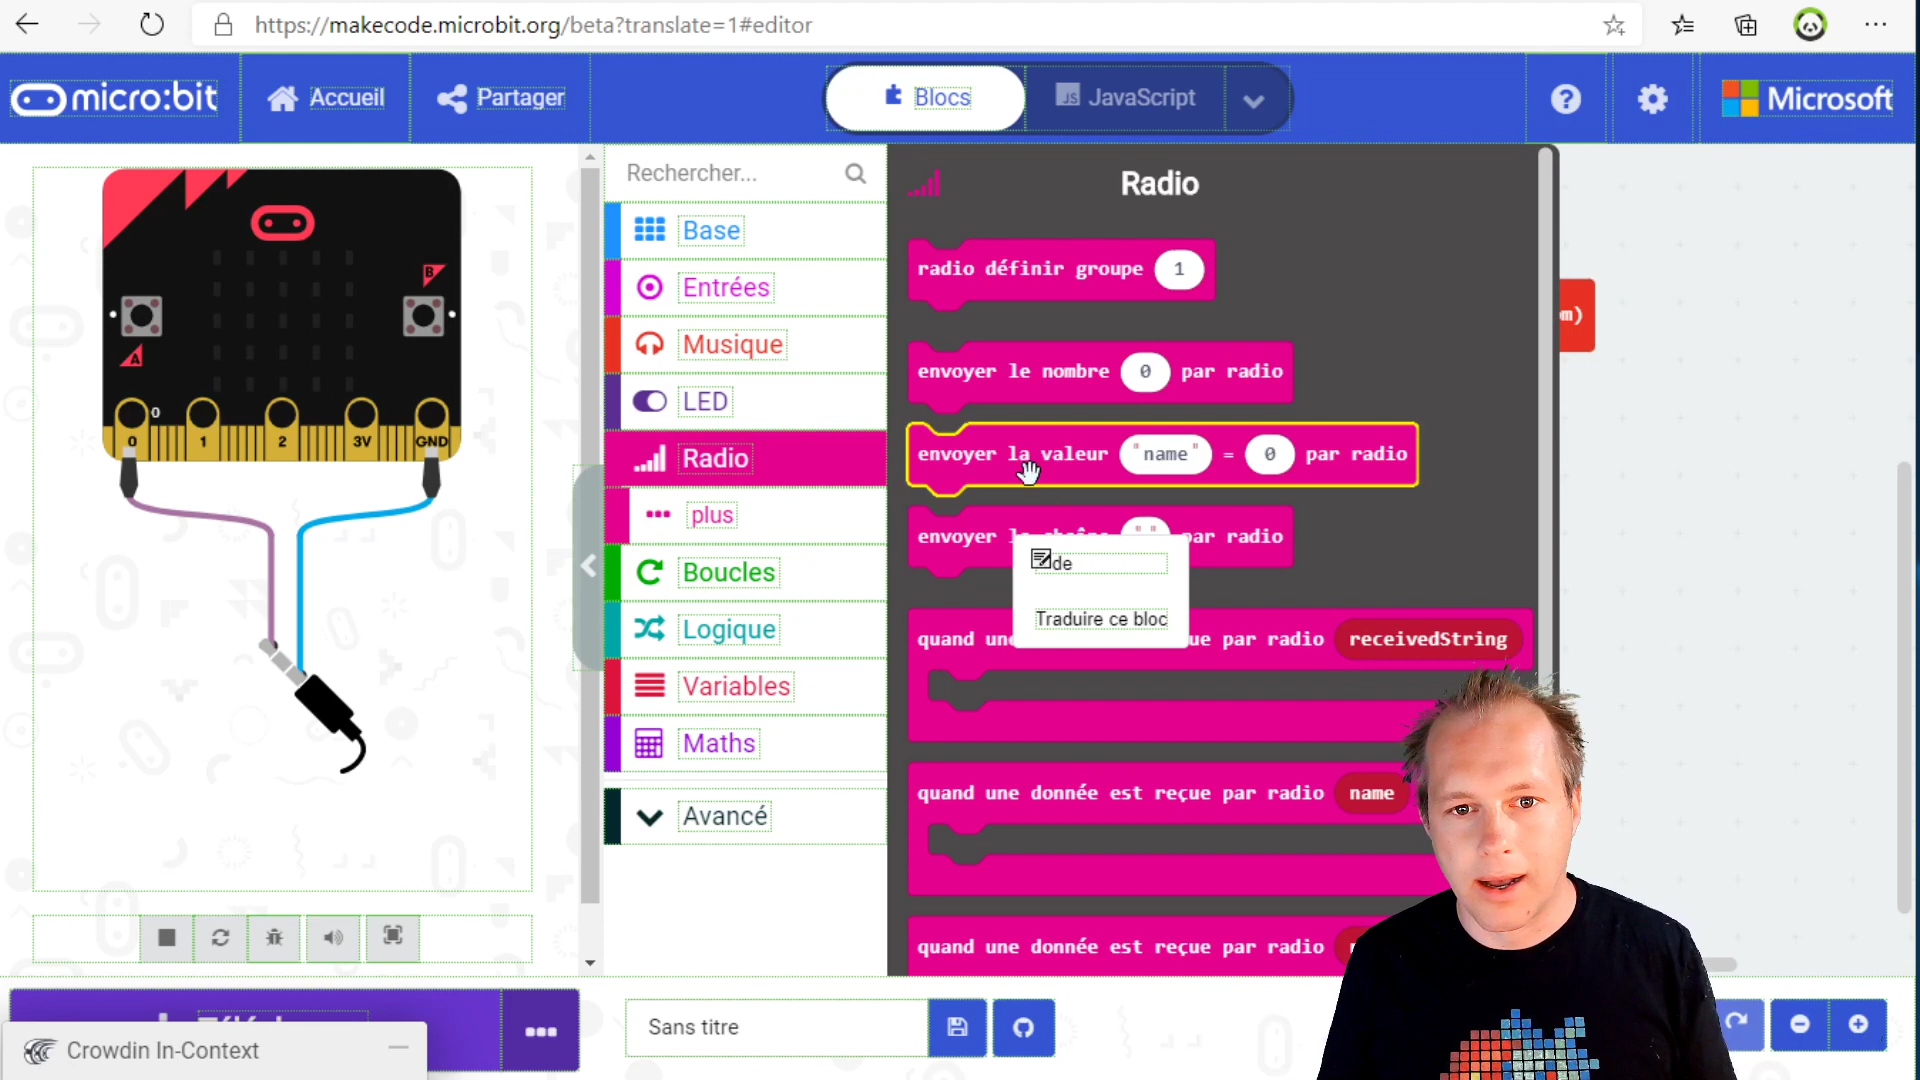 https://makecode.microbit.org/beta?translate=1#editor
micro:bit
Accueil
Partager
Blocs
JS JavaScript
Microsoft
Rechercher...
Base
Entrées
Musique
LED
Radio
plus
Boucles
Logique
Variables
Maths
Avancé
A
B
0
0 1 2 3V GND
Radio
radio définir groupe 1
envoyer le nombre 0 par radio
envoyer la valeur "name" = 0 par radio
envoyer " " par radio
de
Traduire ce bloc
quand par radio receivedString
quand une donnée est reçue par radio name
quand une donnée est reçue par radio
m)
Sans titre
Crowdin In-Context